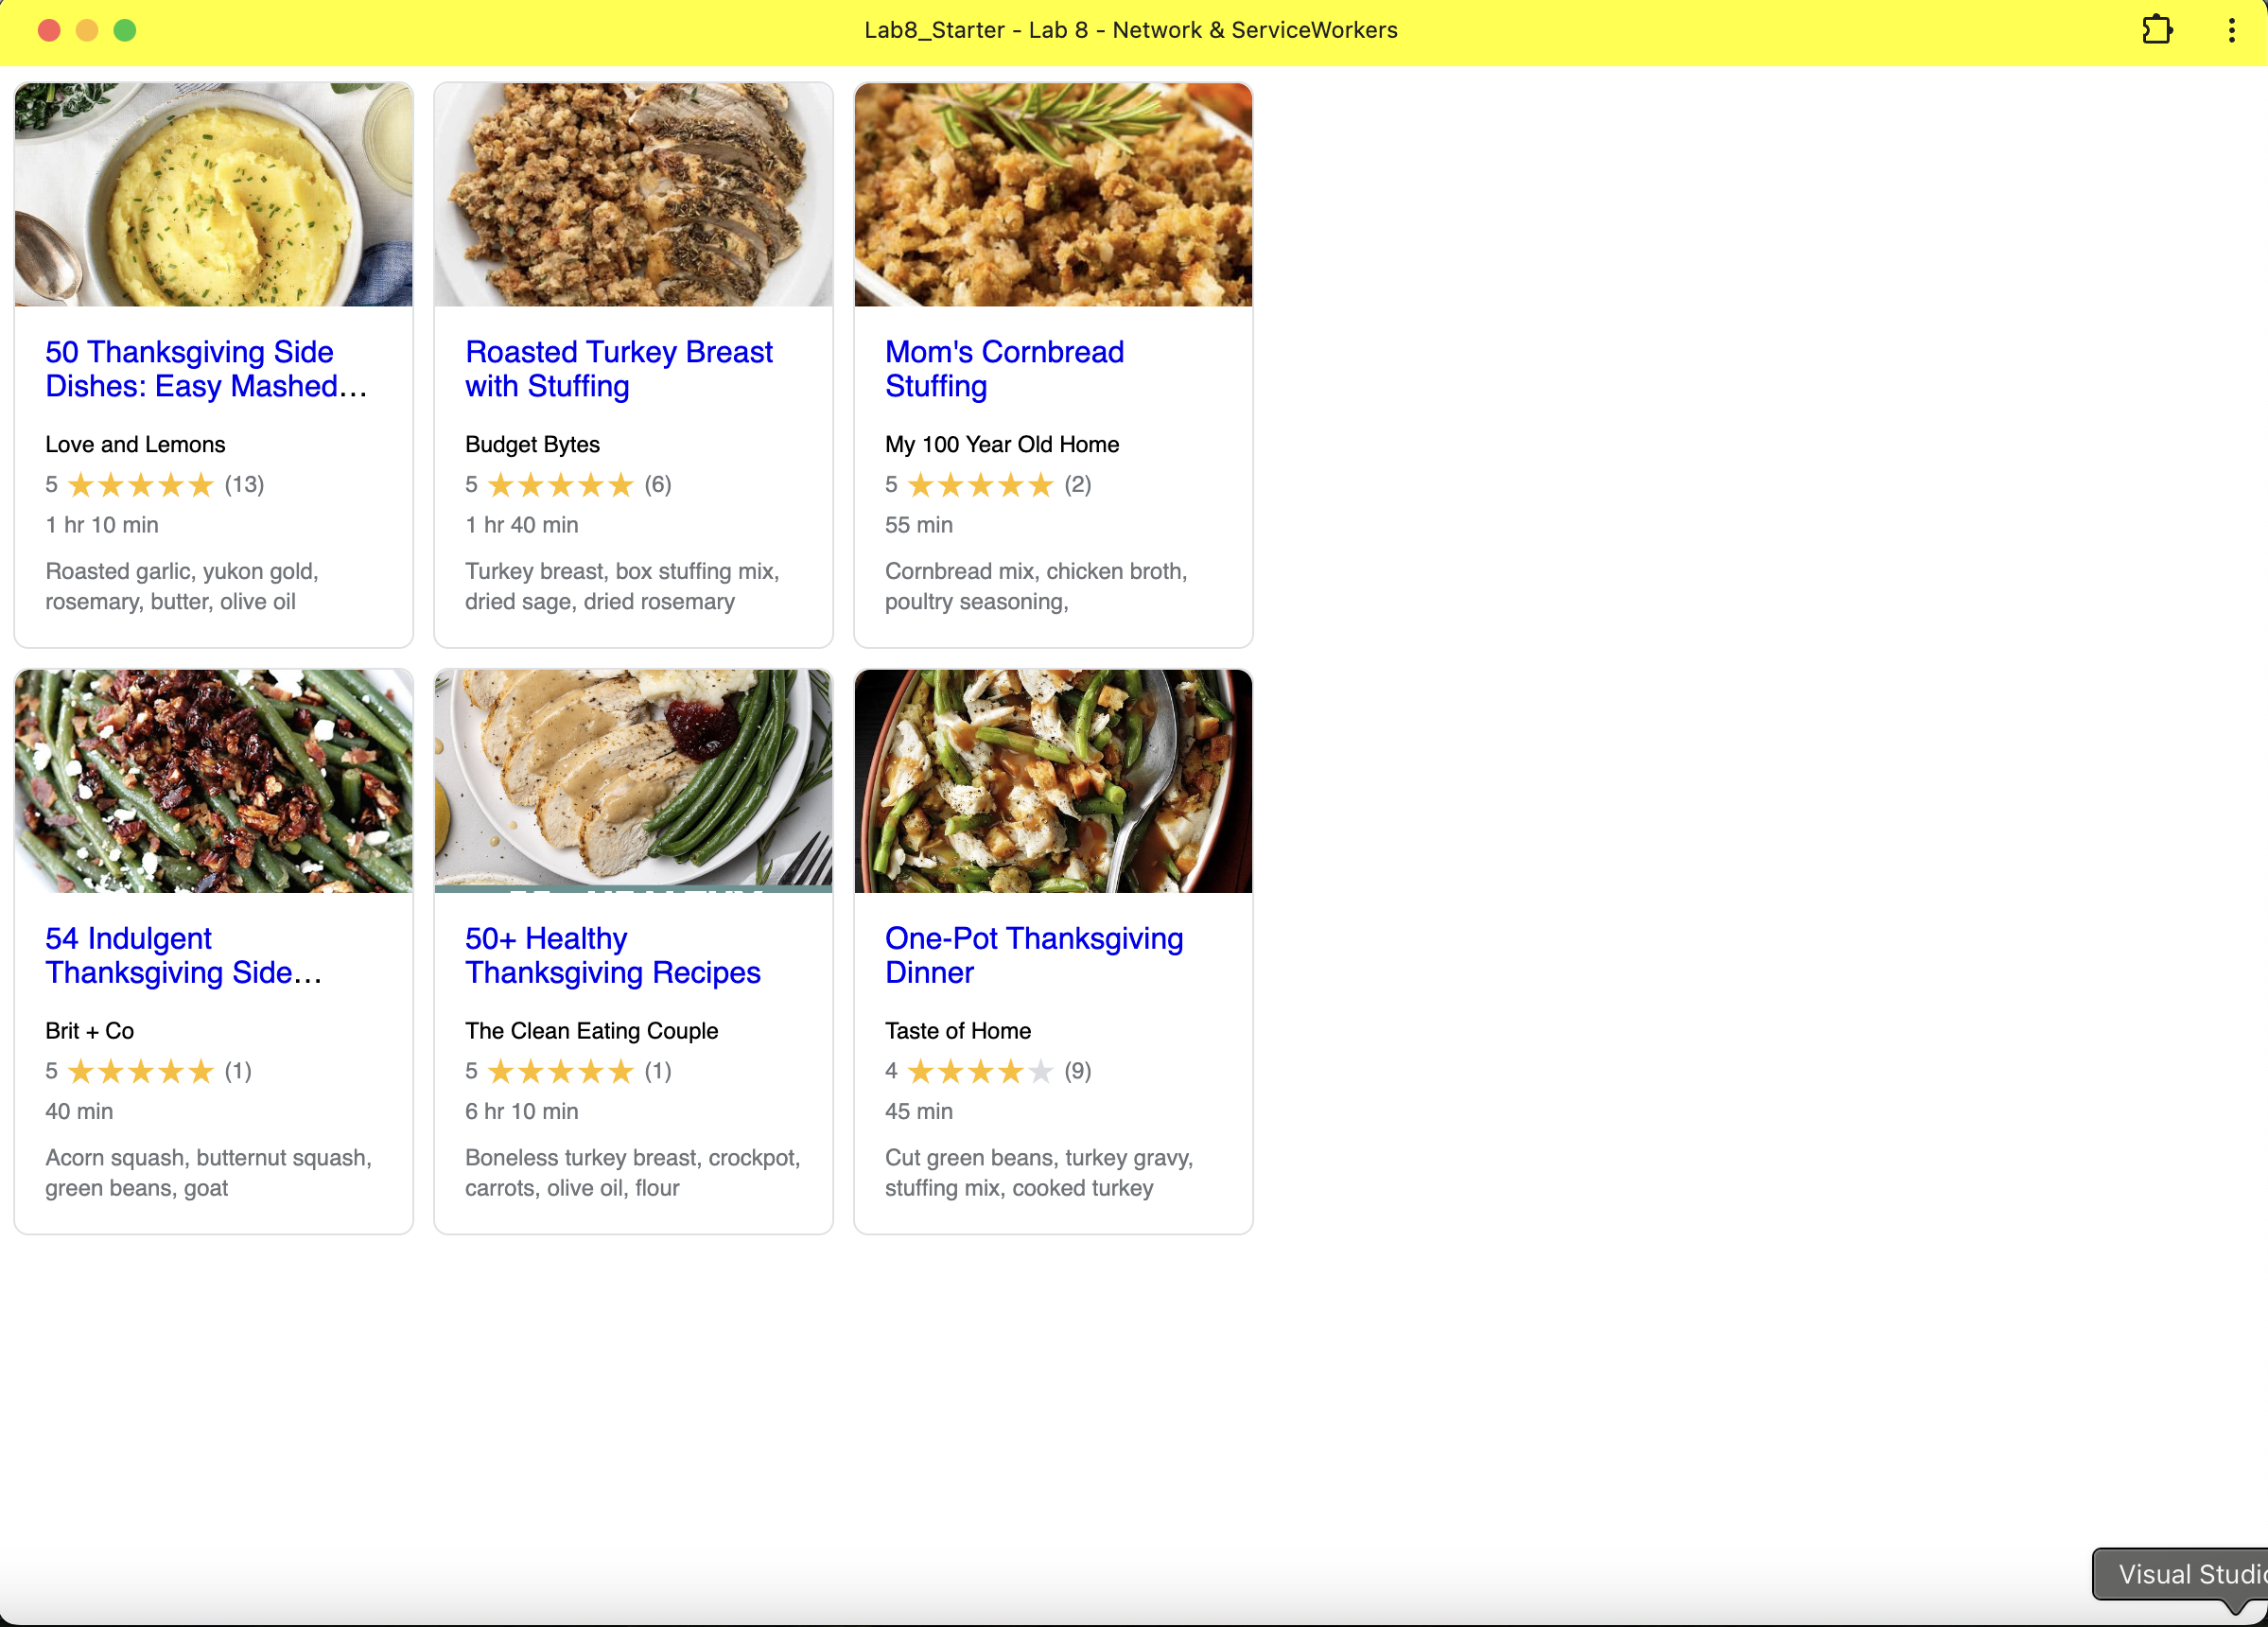 Lab8_Starter - Lab 8 - Network & ServiceWorkers
50 Thanksgiving Side
Dishes: Easy Mashed...
Love and Lemons
5 ★★★★★ (13)
1 hr 10 min
Roasted garlic, yukon gold,
rosemary, butter, olive oil
Roasted Turkey Breast
with Stuffing
Budget Bytes
5 ★★★★★ (6)
1 hr 40 min
Turkey breast, box stuffing mix,
dried sage, dried rosemary
Mom's Cornbread
Stuffing
My 100 Year Old Home
5 ★★★★★ (2)
55 min
Cornbread mix, chicken broth,
poultry seasoning,
54 Indulgent
Thanksgiving Side...
Brit + Co
5 ★★★★★ (1)
40 min
Acorn squash, butternut squash,
green beans, goat
50+ Healthy
Thanksgiving Recipes
The Clean Eating Couple
5 ★★★★★ (1)
6 hr 10 min
Boneless turkey breast, crockpot,
carrots, olive oil, flour
One-Pot Thanksgiving
Dinner
Taste of Home
4 ★★★★★ (9)
45 min
Cut green beans, turkey gravy,
stuffing mix, cooked turkey
Visual